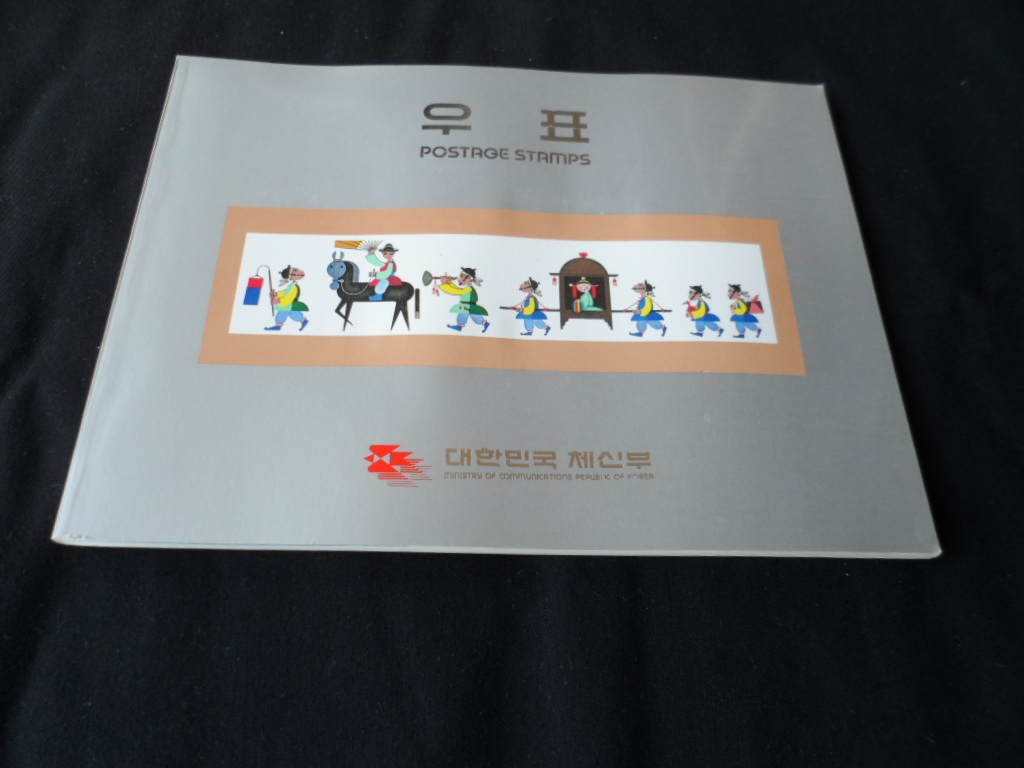 우 표
POSTAGE STAMPS
대한민국 체신부
MINISTRY OF COMMUNICATIONS REPUBLIC OF KOREA